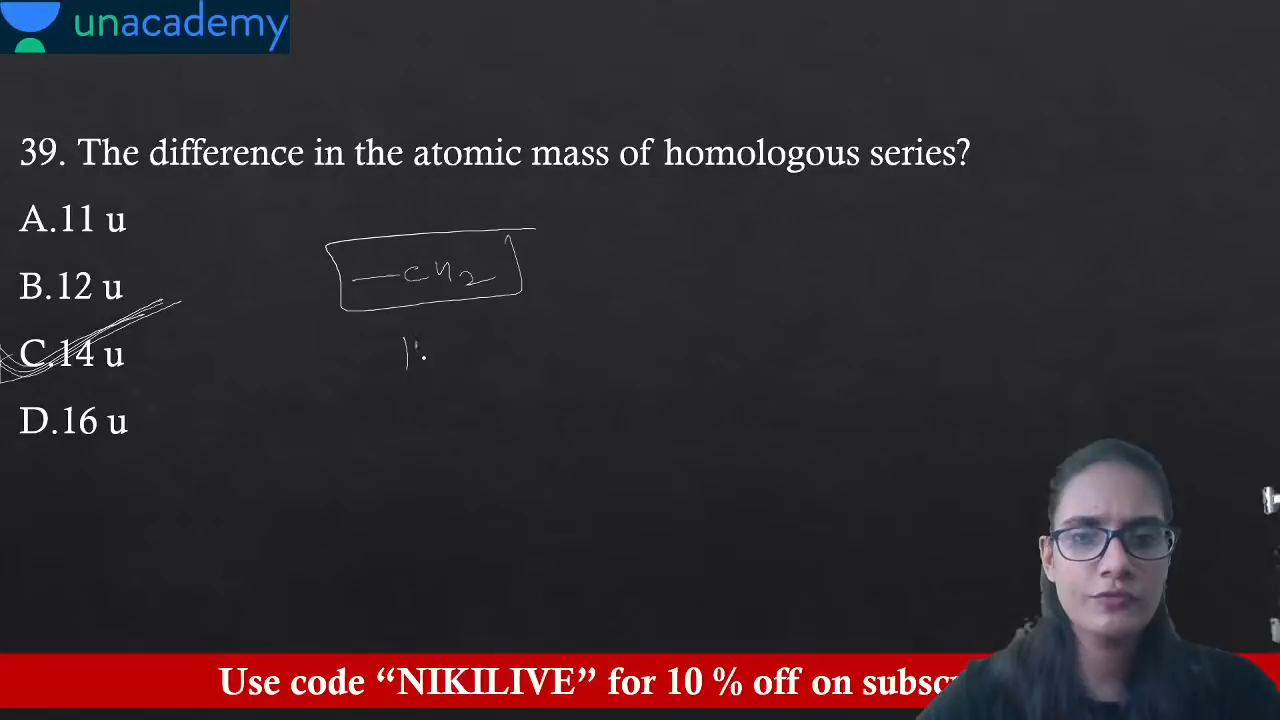 unacademy
39. The difference in the atomic mass of homologous series?
A.11 u
B.12 u
—CH2
C.14 u
D.16 u
Use code “NIKILIVE” for 10 % off on